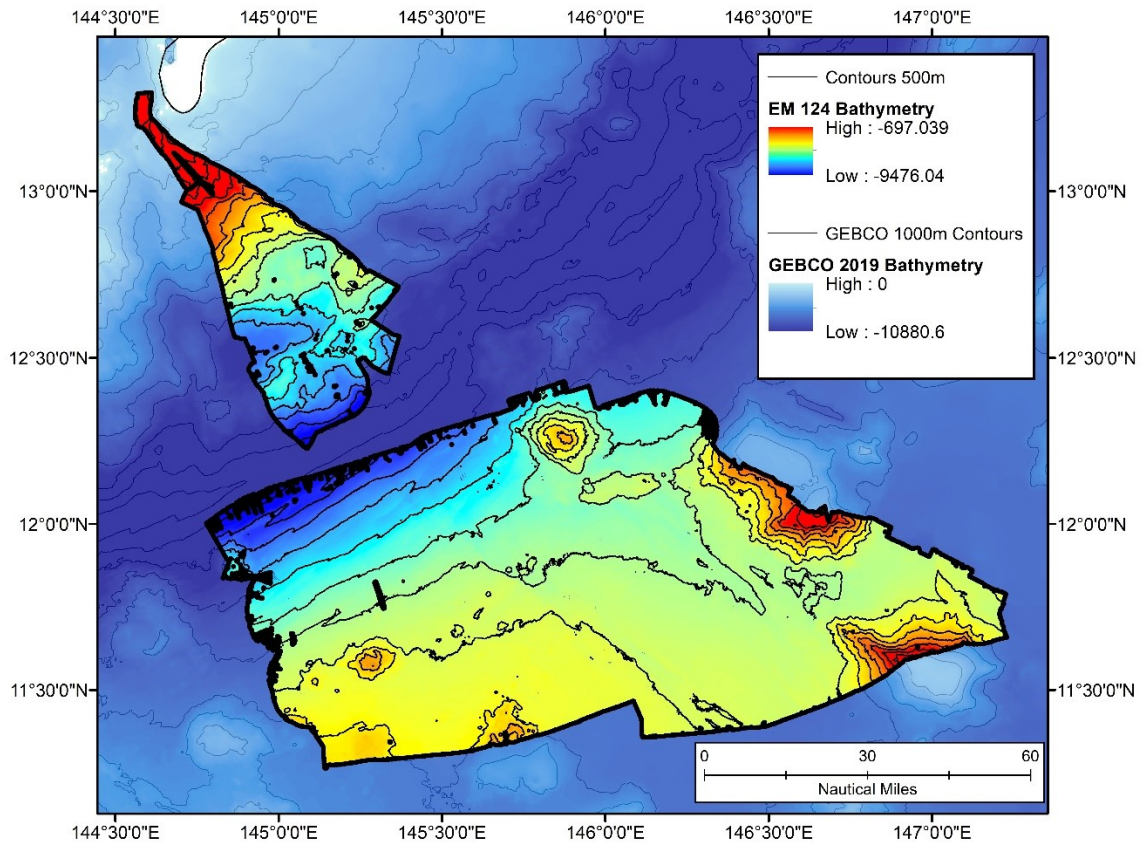 144°30'0"E 145°0'0"E 145°30'0"E 146°0'0"E 146°30'0"E 147°0'0"E
Contours 500m
EM 124 Bathymetry
High : -697.039
Low : -9476.04
13°0'0"N 13°0'0"N
GEBCO 1000m Contours
GEBCO 2019 Bathymetry
High : 0
Low : -10880.6
12°30'0"N 12°30'0"N
12°0'0"N 12°0'0"N
11°30'0"N 11°30'0"N
0 30 60
Nautical Miles
144°30'0"E 145°0'0"E 145°30'0"E 146°0'0"E 146°30'0"E 147°0'0"E